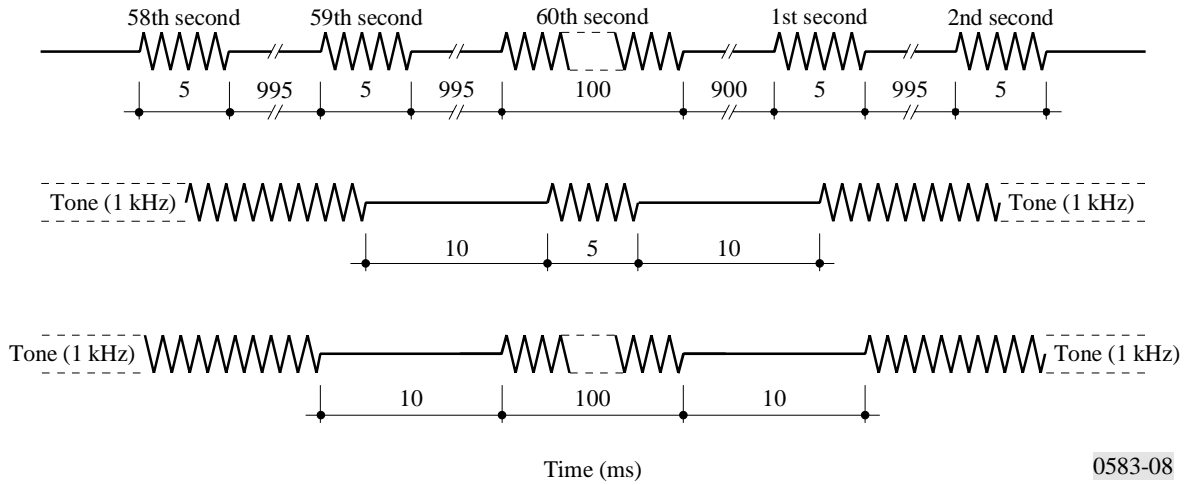 58th second 59th second 60th second 1st second 2nd second
5 995 5 995 100 900 5 995 5
Tone (1 kHz) Tone (1 kHz)
10 5 10
Tone (1 kHz) Tone (1 kHz)
10 100 10
Time (ms)
0583-08